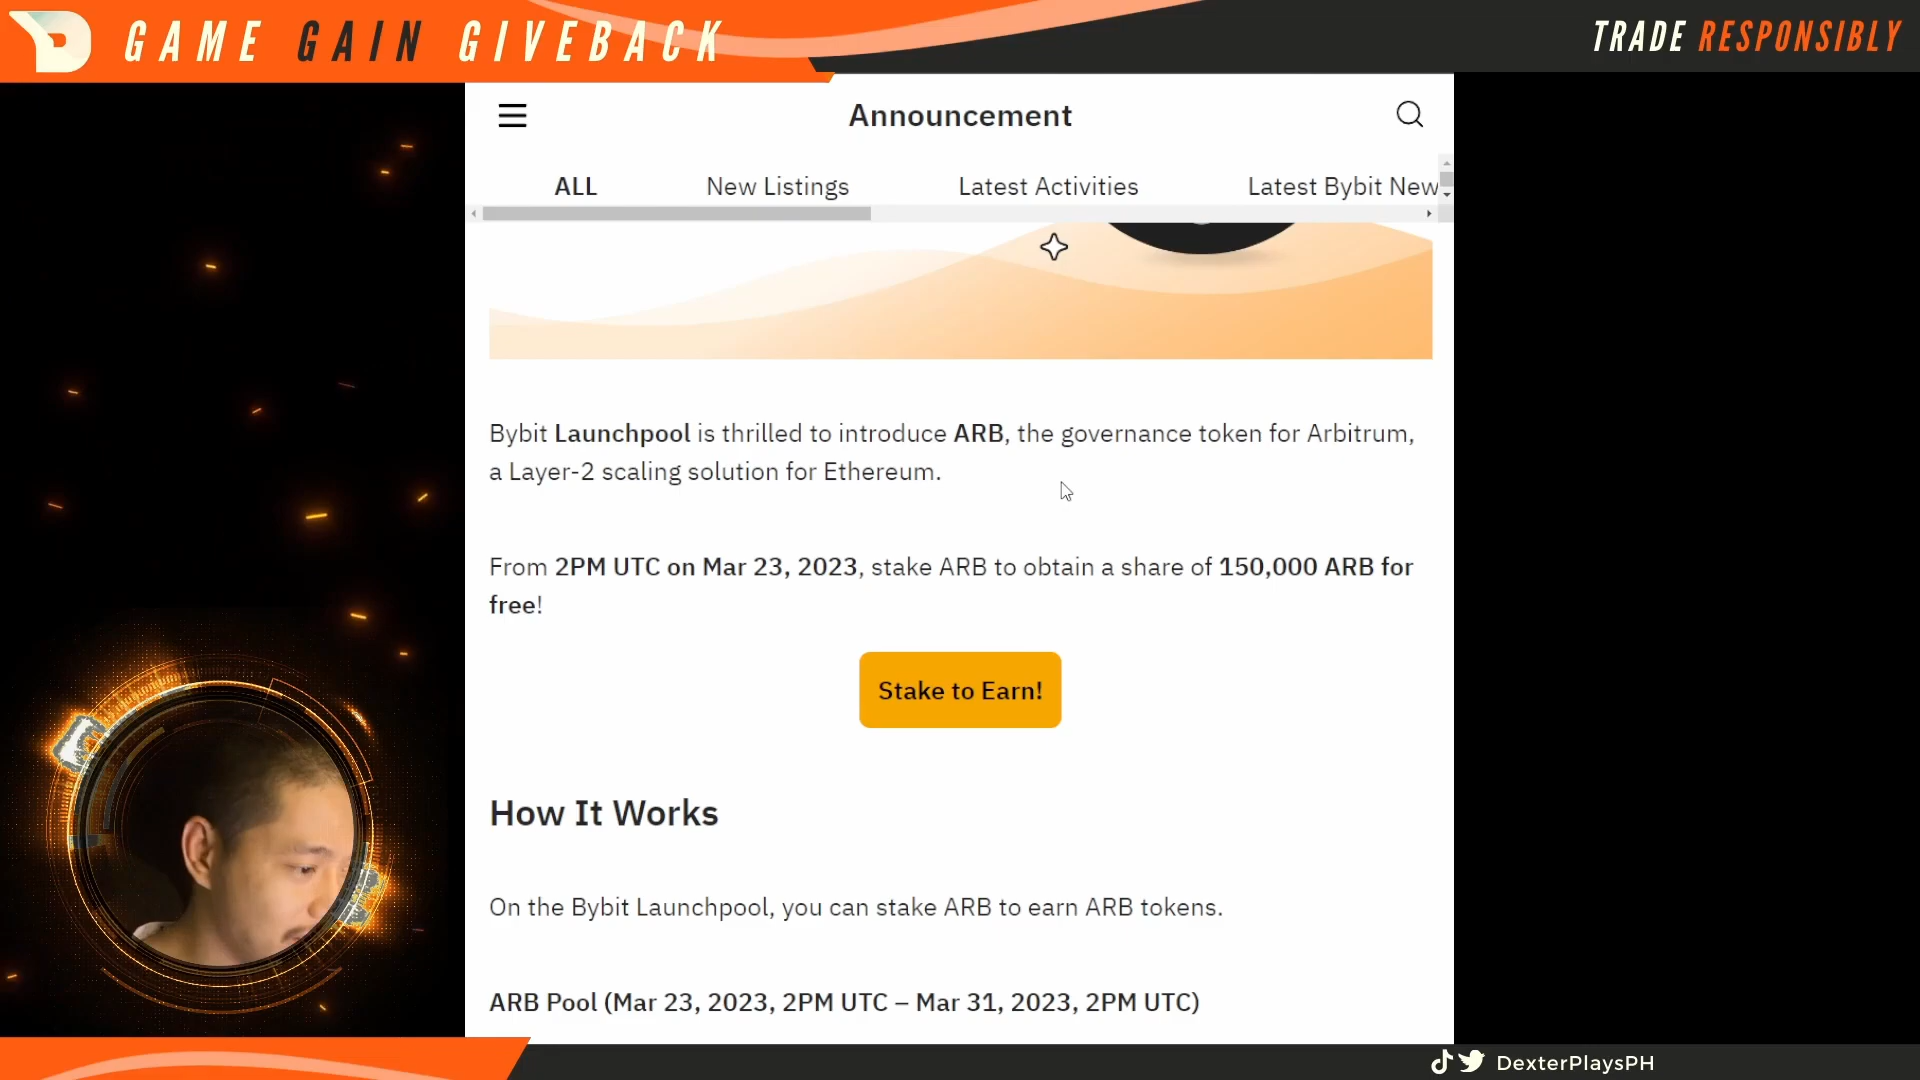 GAME GAIN GIVEBACK
TRADE RESPONSIBLY
Announcement
ALL New Listings Latest Activities Latest Bybit New
Bybit Launchpool is thrilled to introduce ARB, the governance token for Arbitrum,
a Layer-2 scaling solution for Ethereum.
From 2PM UTC on Mar 23, 2023, stake ARB to obtain a share of 150,000 ARB for
free!
Stake to Earn!
How It Works
On the Bybit Launchpool, you can stake ARB to earn ARB tokens.
ARB Pool (Mar 23, 2023, 2PM UTC – Mar 31, 2023, 2PM UTC)
DexterPlaysPH